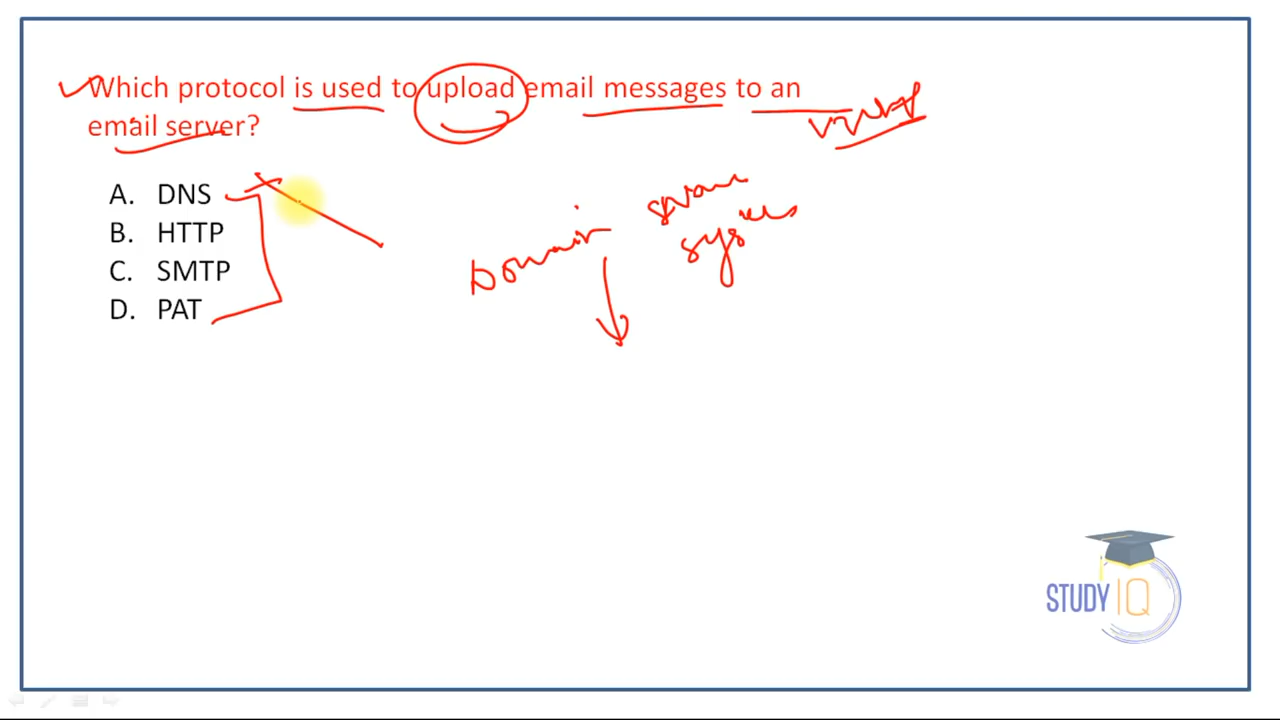 Which protocol is used to upload email messages to an
email server?
A. DNS
B. HTTP
C. SMTP
D. PAT
Domain
STUDY IQ